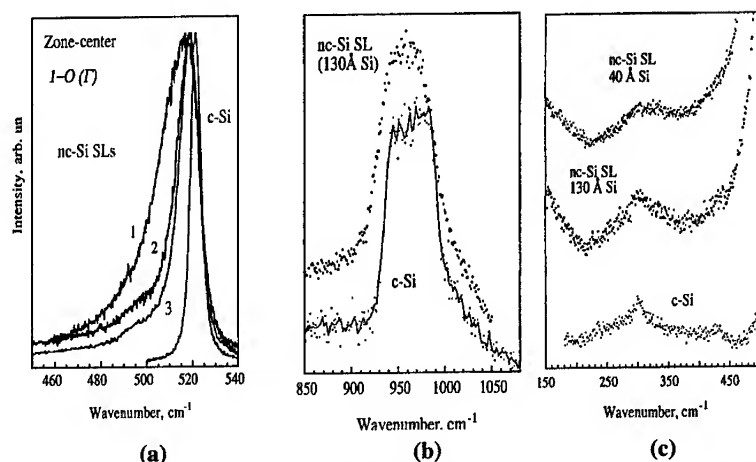 Intensity, arb. un
Zone-center
1–O (Γ)
nc-Si SLs
c-Si
1
2
3
460 480 500 520 540
Wavenumber, cm-1
(a)
nc-Si SL
(130Å Si)
c-Si
850 900 950 1000 1050
Wavenumber, cm-1
(b)
nc-Si SL
40 Å Si
nc-Si SL
130 Å Si
c-Si
150 250 350 450
Wavenumber, cm-1
(c)